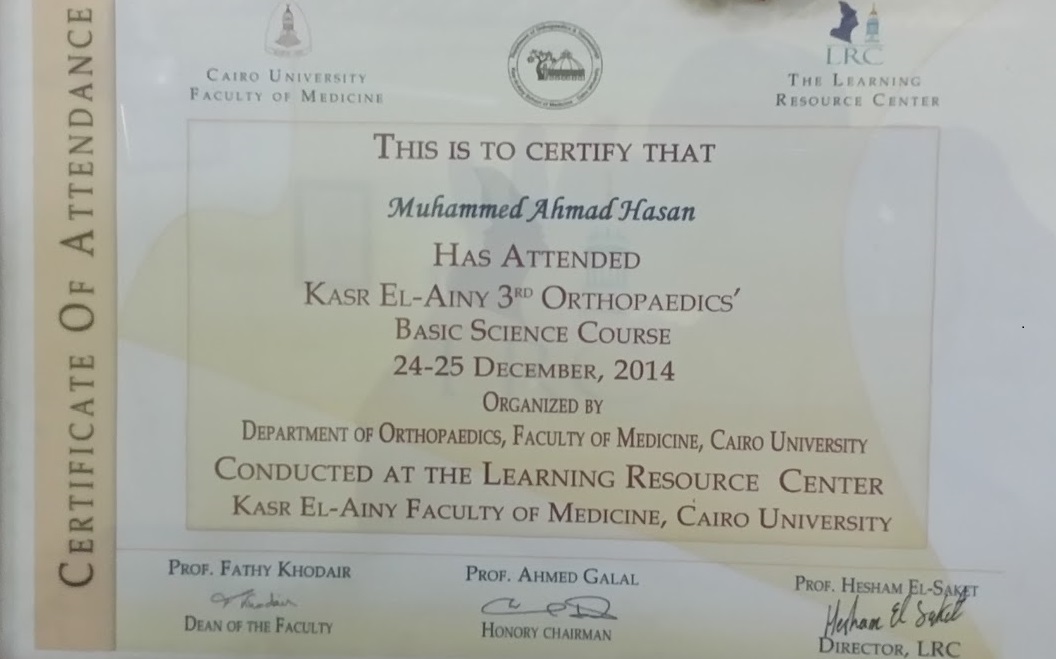 CERTIFICATE OF ATTENDANCE
CAIRO UNIVERSITY
FACULTY OF MEDICINE
LRC
THE LEARNING
RESOURCE CENTER
THIS IS TO CERTIFY THAT
Muhammed Ahmad Hasan
HAS ATTENDED
KASR EL-AINY 3RD ORTHOPAEDICS'
BASIC SCIENCE COURSE
24-25 DECEMBER, 2014
ORGANIZED BY
DEPARTMENT OF ORTHOPAEDICS, FACULTY OF MEDICINE, CAIRO UNIVERSITY
CONDUCTED AT THE LEARNING RESOURCE CENTER
KASR EL-AINY FACULTY OF MEDICINE, CAIRO UNIVERSITY
PROF. FATHY KHODAIR
DEAN OF THE FACULTY
PROF. AHMED GALAL
HONORY CHAIRMAN
PROF. HESHAM EL-SAKET
Hesham El Saket
DIRECTOR, LRC